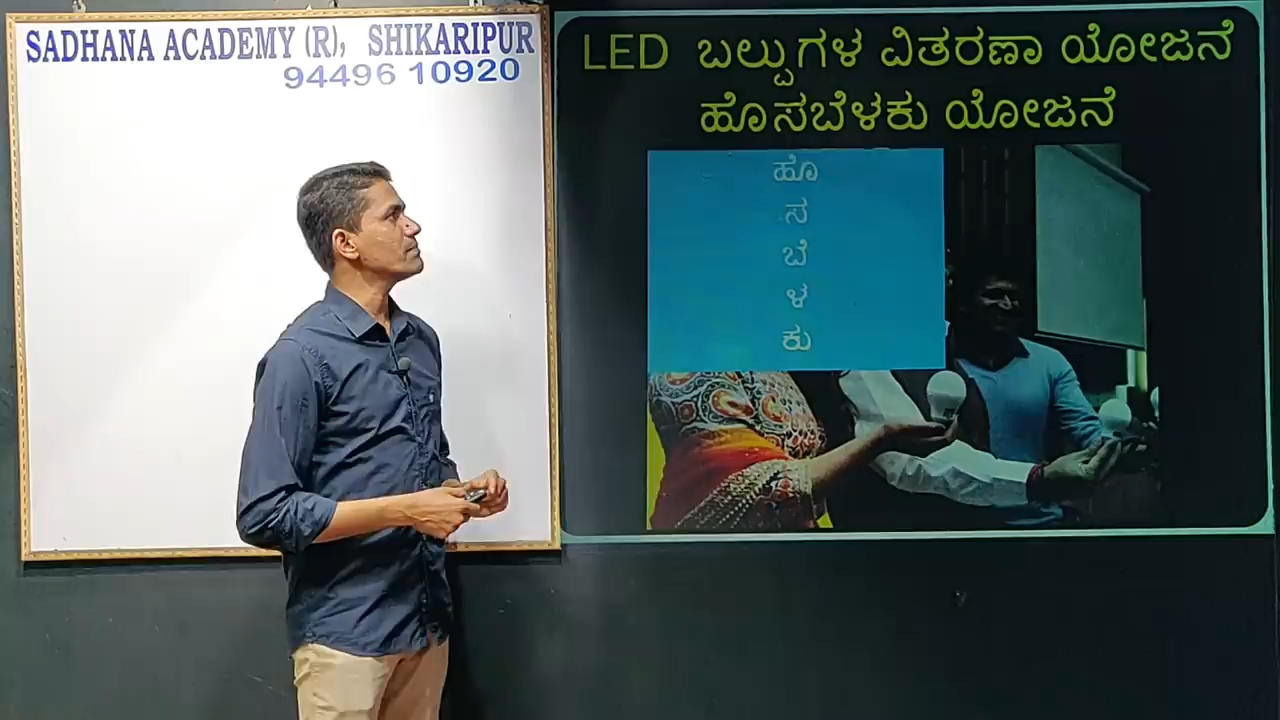 SADHANA ACADEMY (R), SHIKARIPUR
94496 10920
LED ಬಲ್ಪುಗಳ ವಿತರಣಾ ಯೋಜನೆ
ಹೊಸಬೆಳಕು ಯೋಜನೆ
ಹೊ
ಸ
ಬೆ
ಳ
ಕು